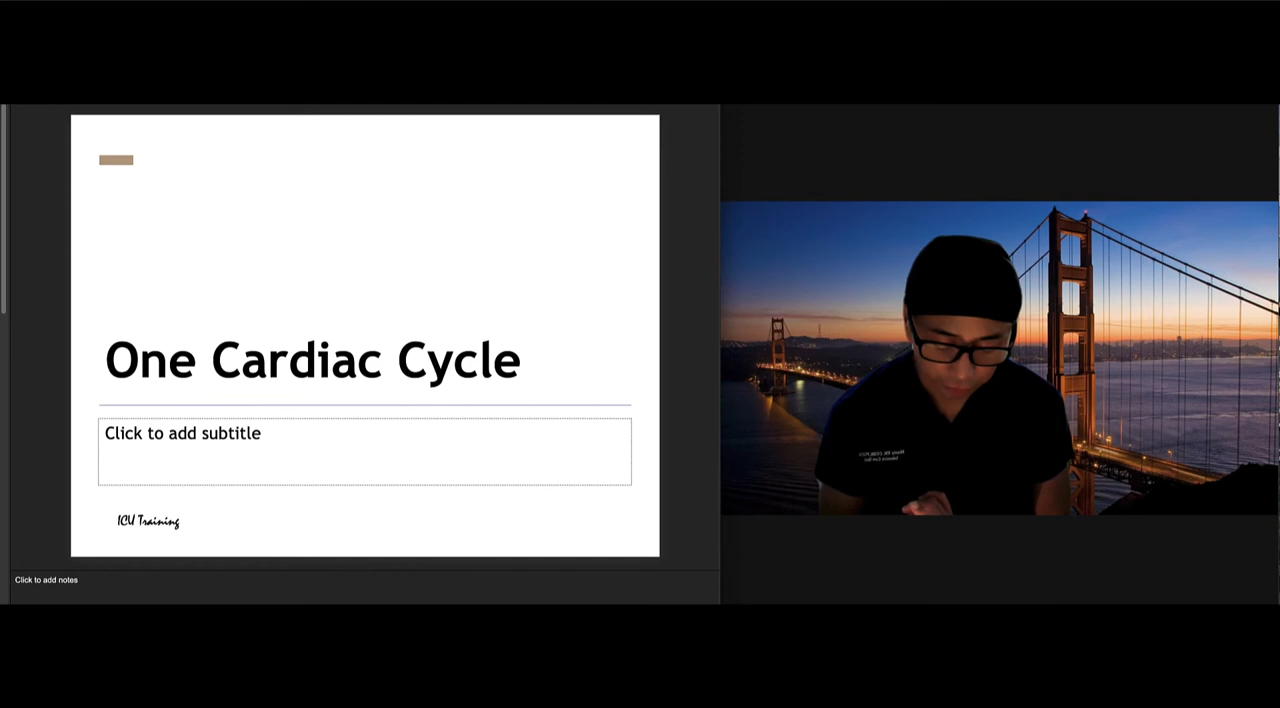 One Cardiac Cycle
Click to add subtitle
ICU Training
Click to add notes